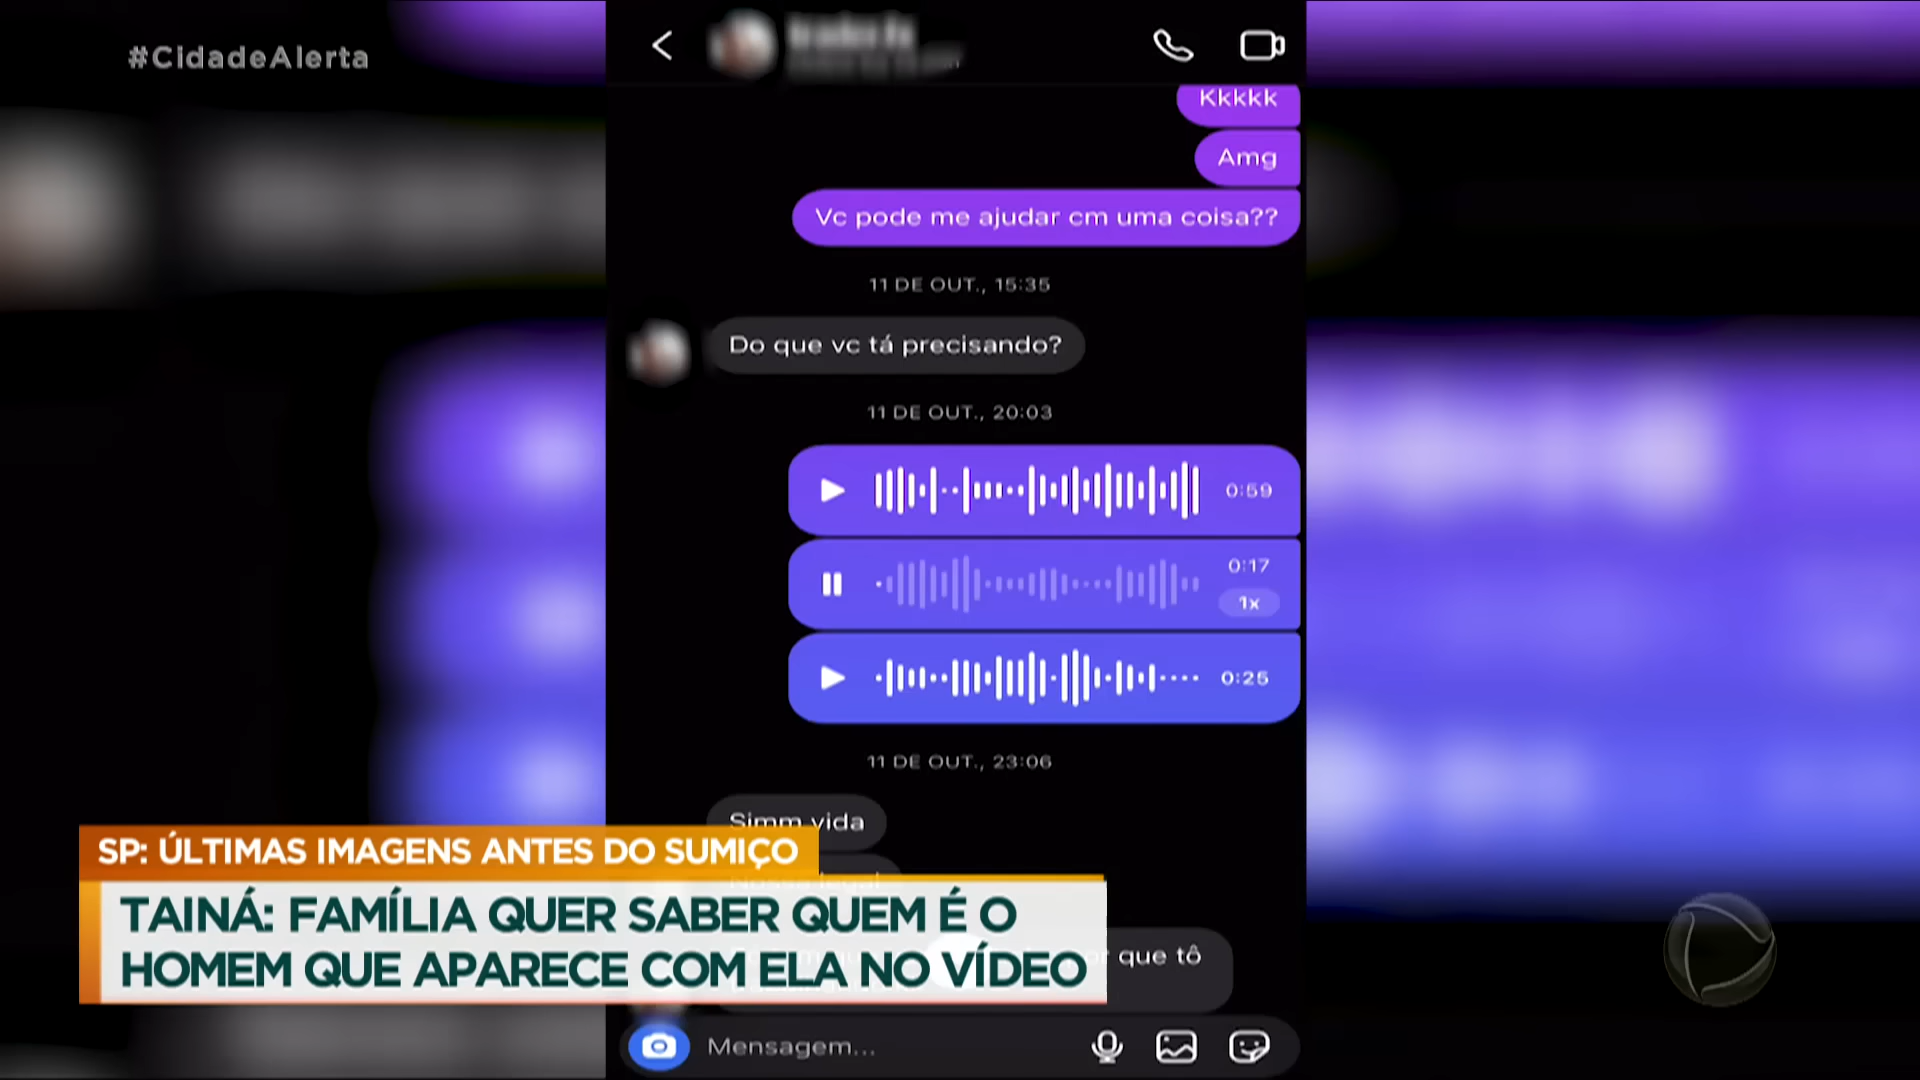 #CidadeAlerta
Kkkkk
Amg
Vc pode me ajudar cm uma coisa??
11 DE OUT., 15:35
Do que vc tá precisando?
11 DE OUT., 20:03
0:59
0:17
1x
0:25
11 DE OUT., 23:06
Simm vida
Nossa legal
que tô
SP: ÚLTIMAS IMAGENS ANTES DO SUMIÇO
TAINÁ: FAMÍLIA QUER SABER QUEM É O
HOMEM QUE APARECE COM ELA NO VÍDEO
Mensagem...